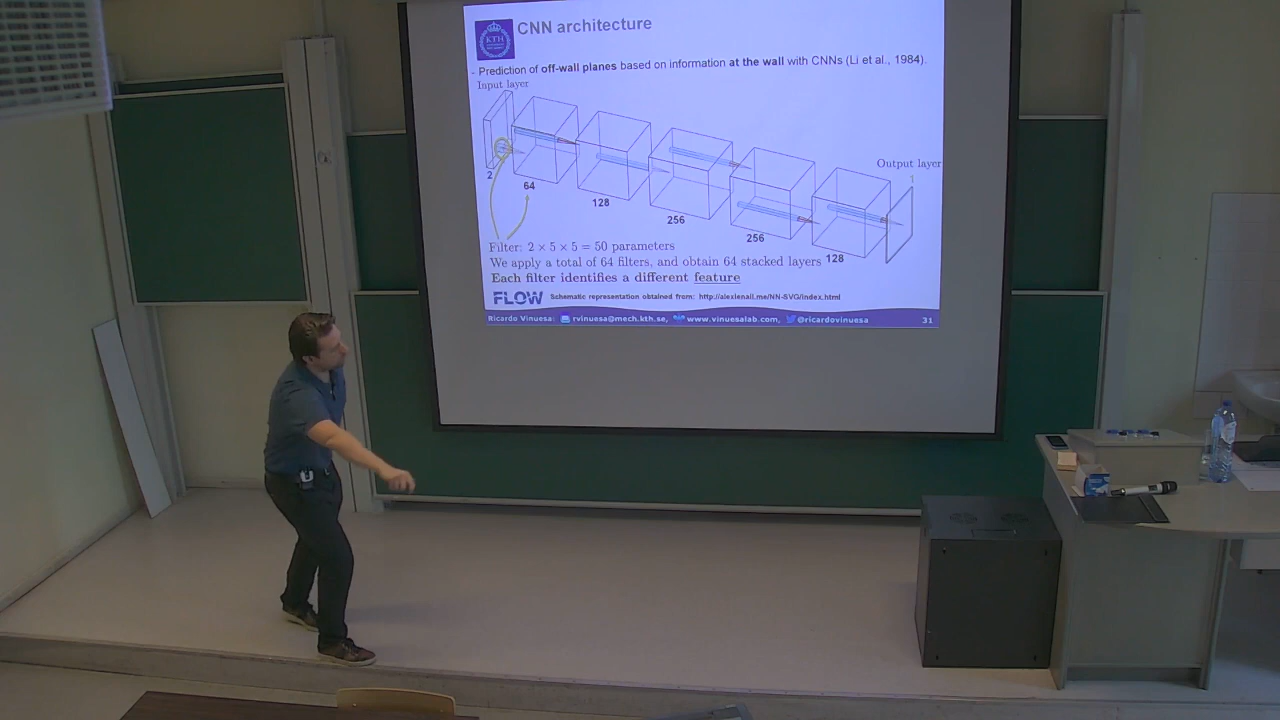 KTH
CNN architecture
- Prediction of off-wall planes based on information at the wall with CNNs (Li et al., 1984).
Input layer
Output layer
1
2
64
128
256
256
128
Filter: 2 × 5 × 5 = 50 parameters
We apply a total of 64 filters, and obtain 64 stacked layers
Each filter identifies a different feature
FLOW Schematic representation obtained from: http://alexlenail.me/NN-SVG/index.html
Ricardo Vinuesa: rvinuesa@mech.kth.se, www.vinuesalab.com, @ricardovinuesa 31